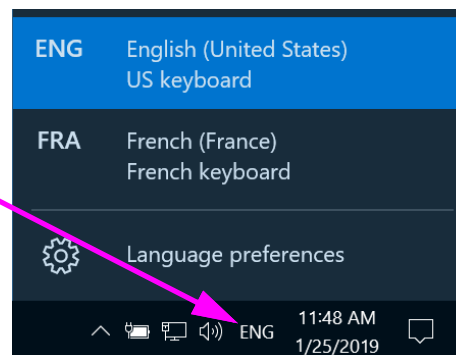 ENG English (United States)
US keyboard
FRA French (France)
French keyboard
Language preferences
ENG 11:48 AM
1/25/2019